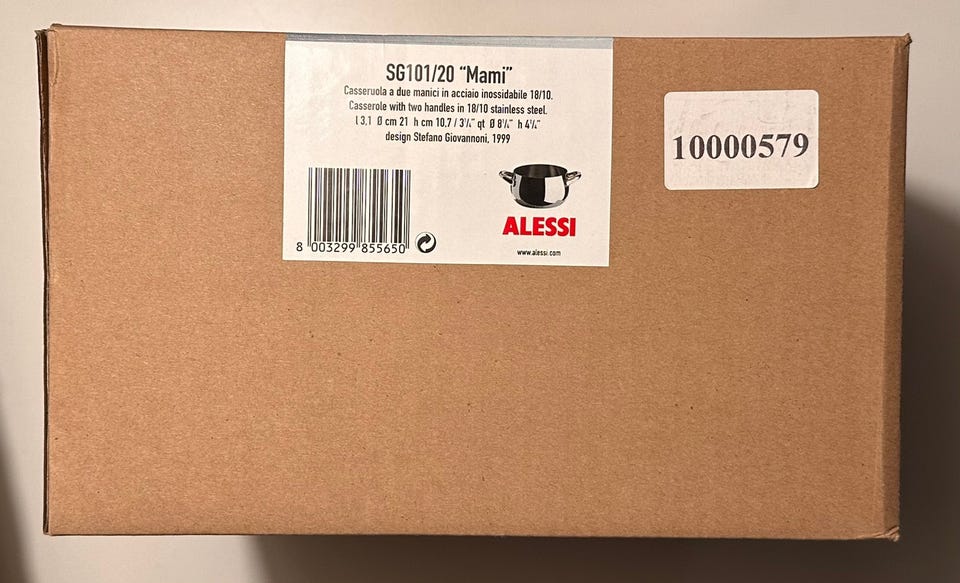 SG101/20 “Mami”
Casseruola a due manici in acciaio inossidabile 18/10.
Casserole with two handles in 18/10 stainless steel.
l 3,1 Ø cm 21 h cm 10,7 / 3¼" qt Ø 8¼" h 4¼"
design Stefano Giovannoni, 1999
8 003299 855650
ALESSI
www.alessi.com
10000579